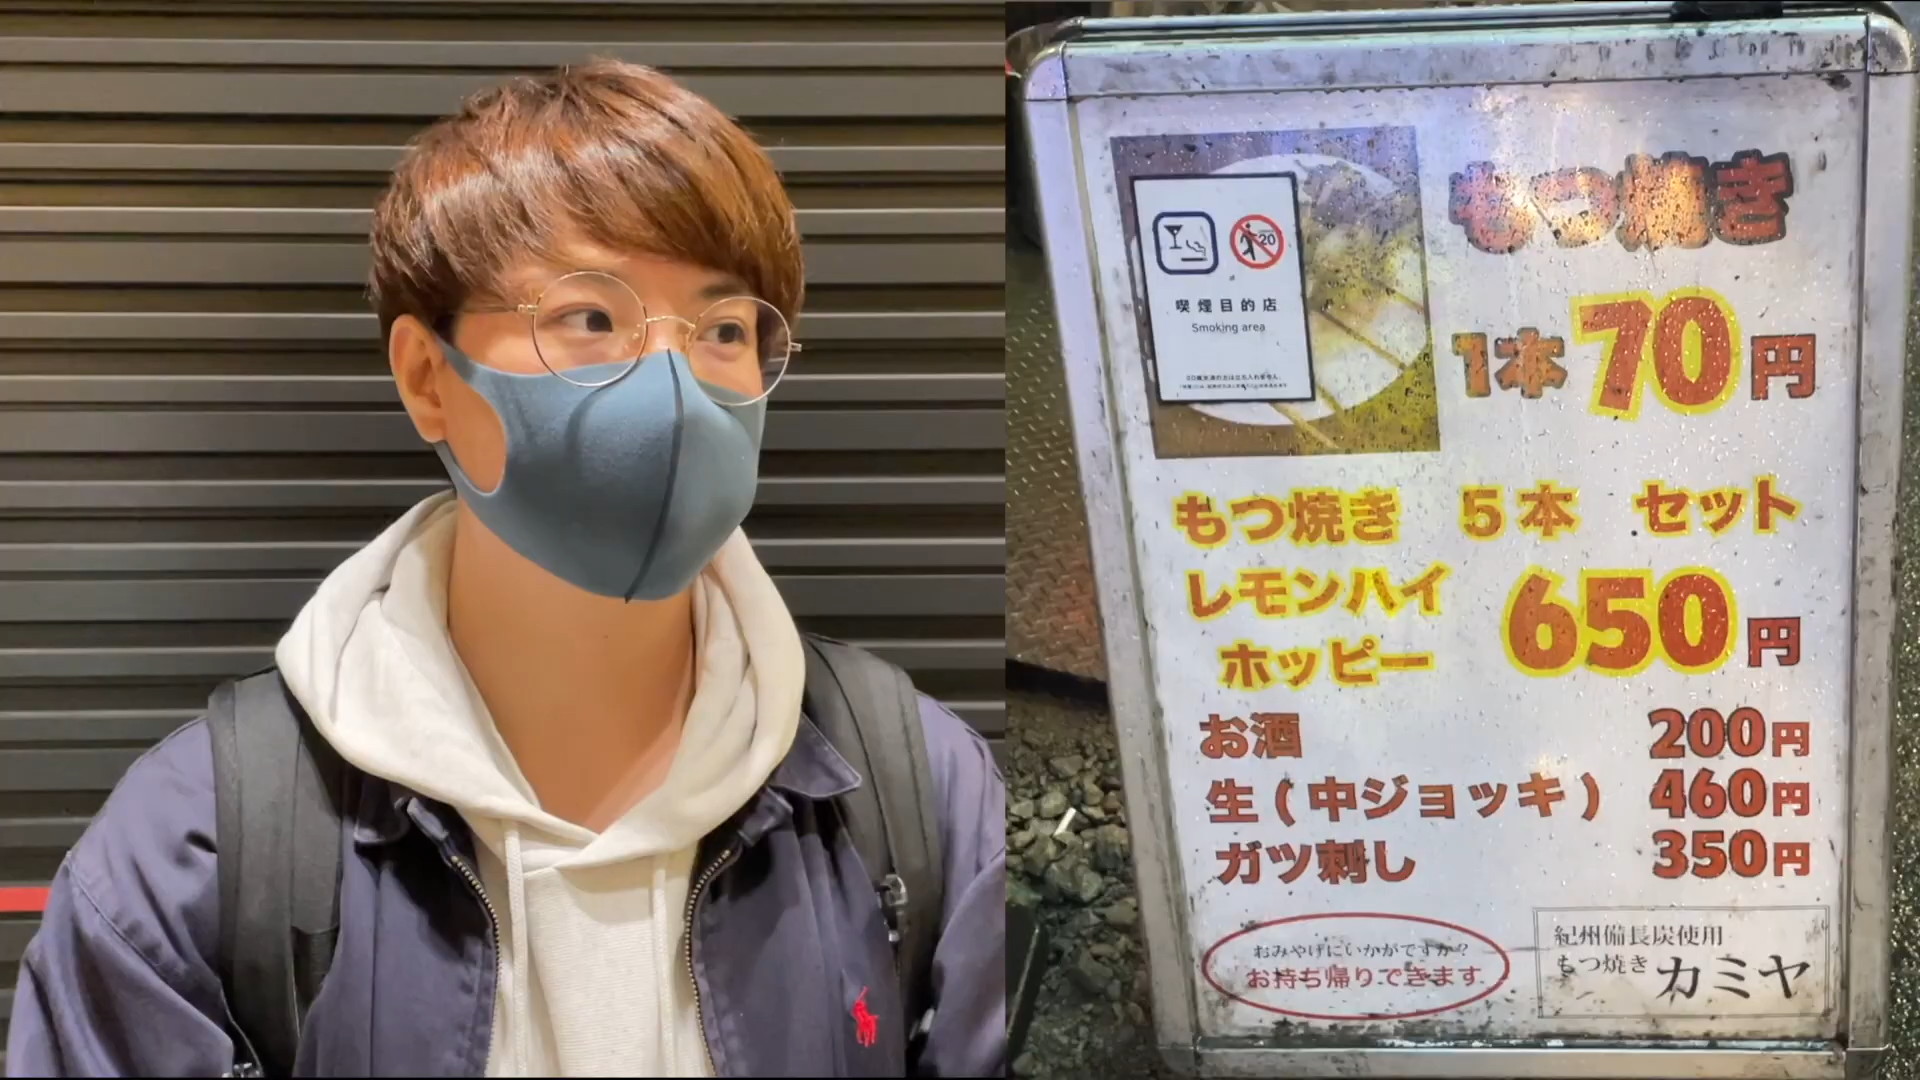 もつ焼き
1本70円
20
喫煙目的店
Smoking area
もつ焼き 5本 セット
レモンハイ
ホッピー
650円
お酒 200円
生(中ジョッキ) 460円
ガツ刺し 350円
おみやげにいかがですか?
お持ち帰りできます
紀州備長炭使用
もつ焼き カミヤ